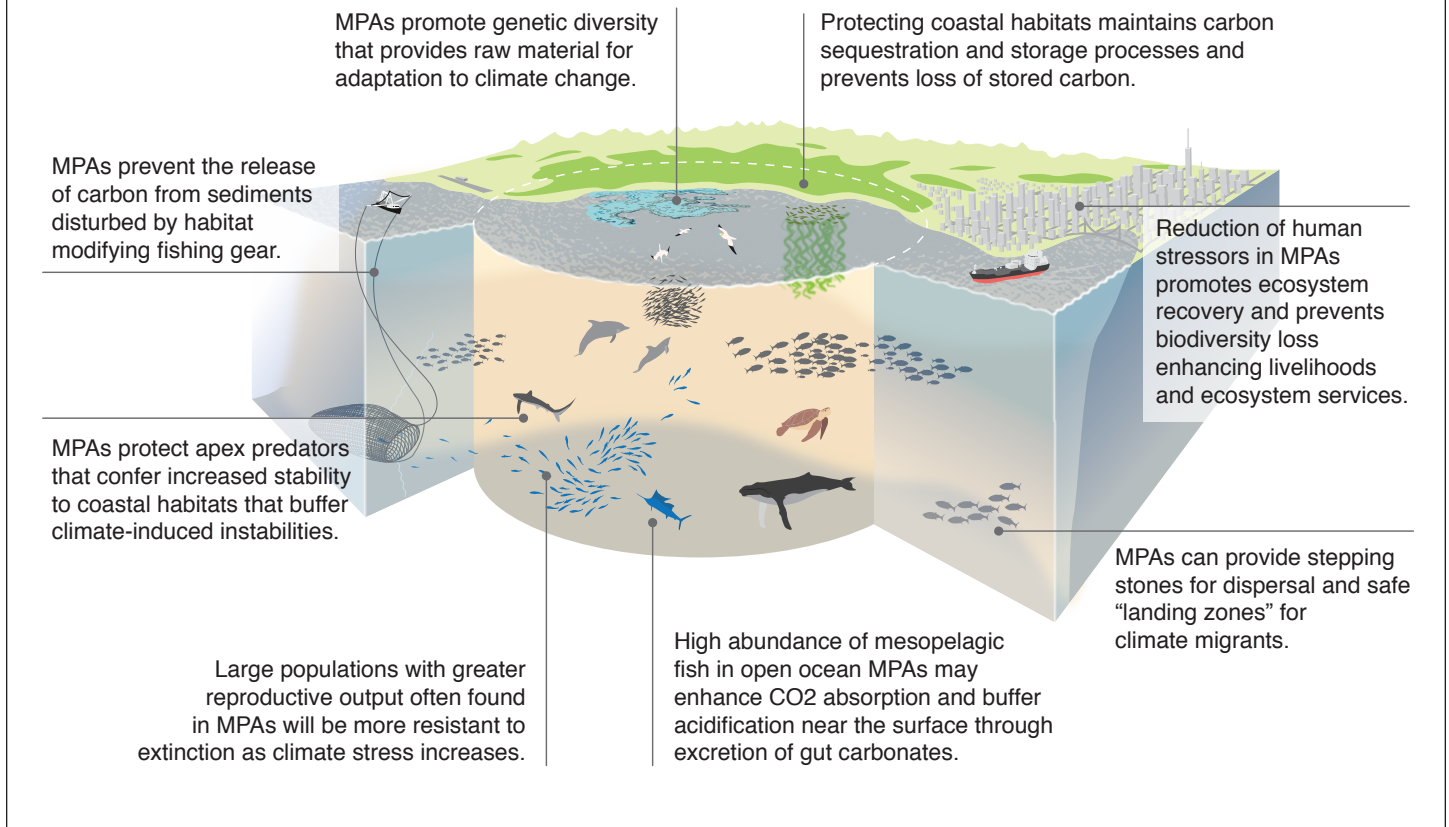 MPAs promote genetic diversity
that provides raw material for
adaptation to climate change.
Protecting coastal habitats maintains carbon
sequestration and storage processes and
prevents loss of stored carbon.
MPAs prevent the release
of carbon from sediments
disturbed by habitat
modifying fishing gear.
Reduction of human
stressors in MPAs
promotes ecosystem
recovery and prevents
biodiversity loss
enhancing livelihoods
and ecosystem services.
MPAs protect apex predators
that confer increased stability
to coastal habitats that buffer
climate-induced instabilities.
MPAs can provide stepping
stones for dispersal and safe
“landing zones” for
climate migrants.
Large populations with greater
reproductive output often found
in MPAs will be more resistant to
extinction as climate stress increases.
High abundance of mesopelagic
fish in open ocean MPAs may
enhance CO2 absorption and buffer
acidification near the surface through
excretion of gut carbonates.